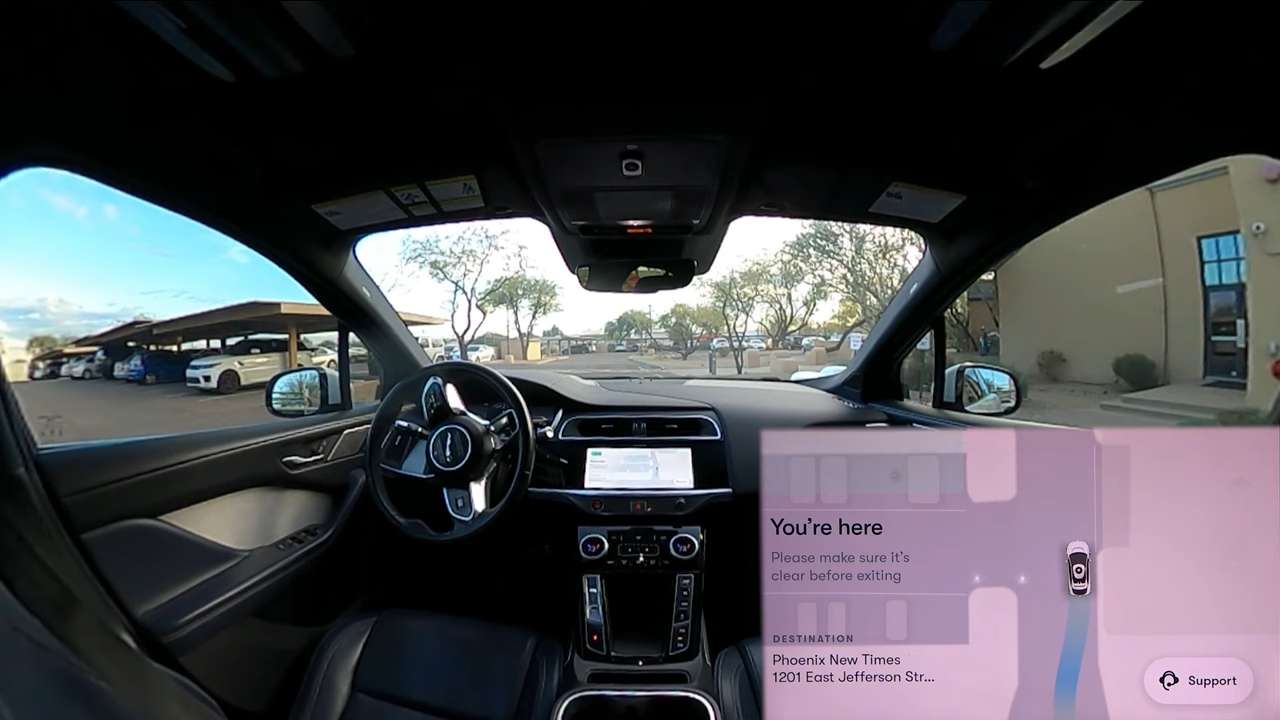 You're here
Please make sure it's
clear before exiting
DESTINATION
Phoenix New Times
1201 East Jefferson Str...
Support